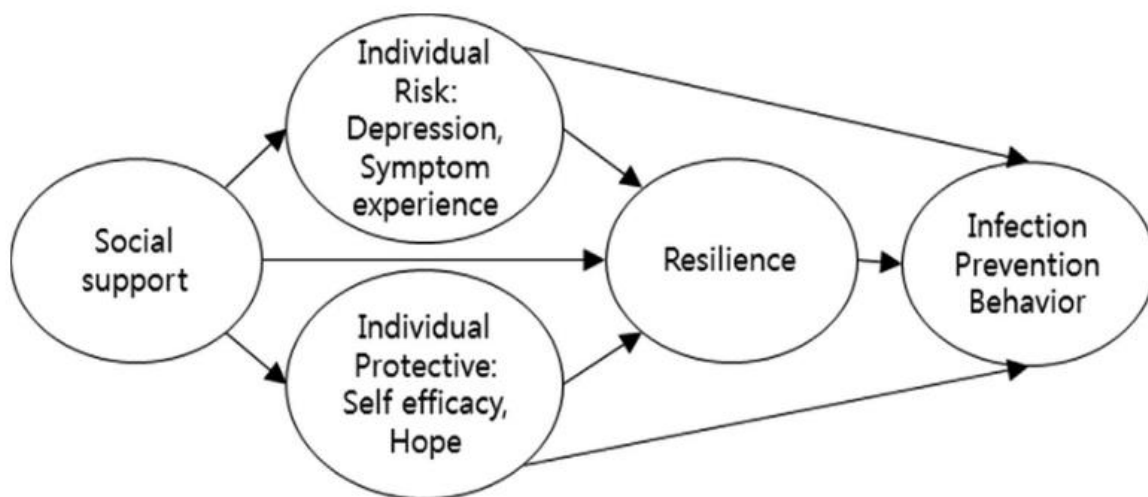 Individual
Risk:
Depression,
Symptom
experience
Social
support
Resilience
Infection
Prevention
Behavior
Individual
Protective:
Self efficacy,
Hope